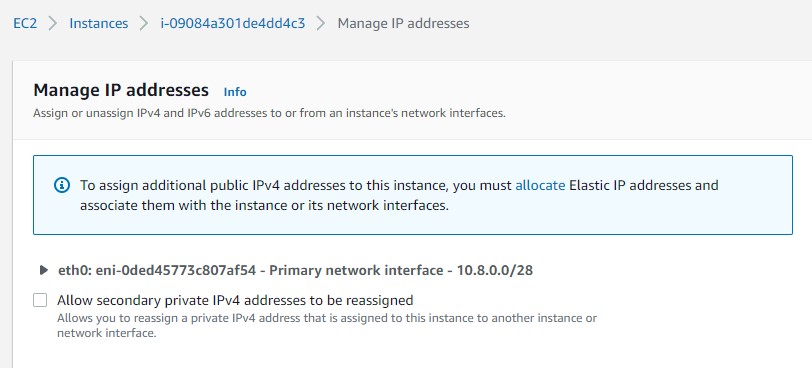 EC2 > Instances > i-09084a301de4dd4c3 > Manage IP addresses
Manage IP addresses Info
Assign or unassign IPv4 and IPv6 addresses to or from an instance's network interfaces.
To assign additional public IPv4 addresses to this instance, you must allocate Elastic IP addresses and
associate them with the instance or its network interfaces.
eth0: eni-0ded45773c807af54 - Primary network interface - 10.8.0.0/28
Allow secondary private IPv4 addresses to be reassigned
Allows you to reassign a private IPv4 address that is assigned to this instance to another instance or
network interface.